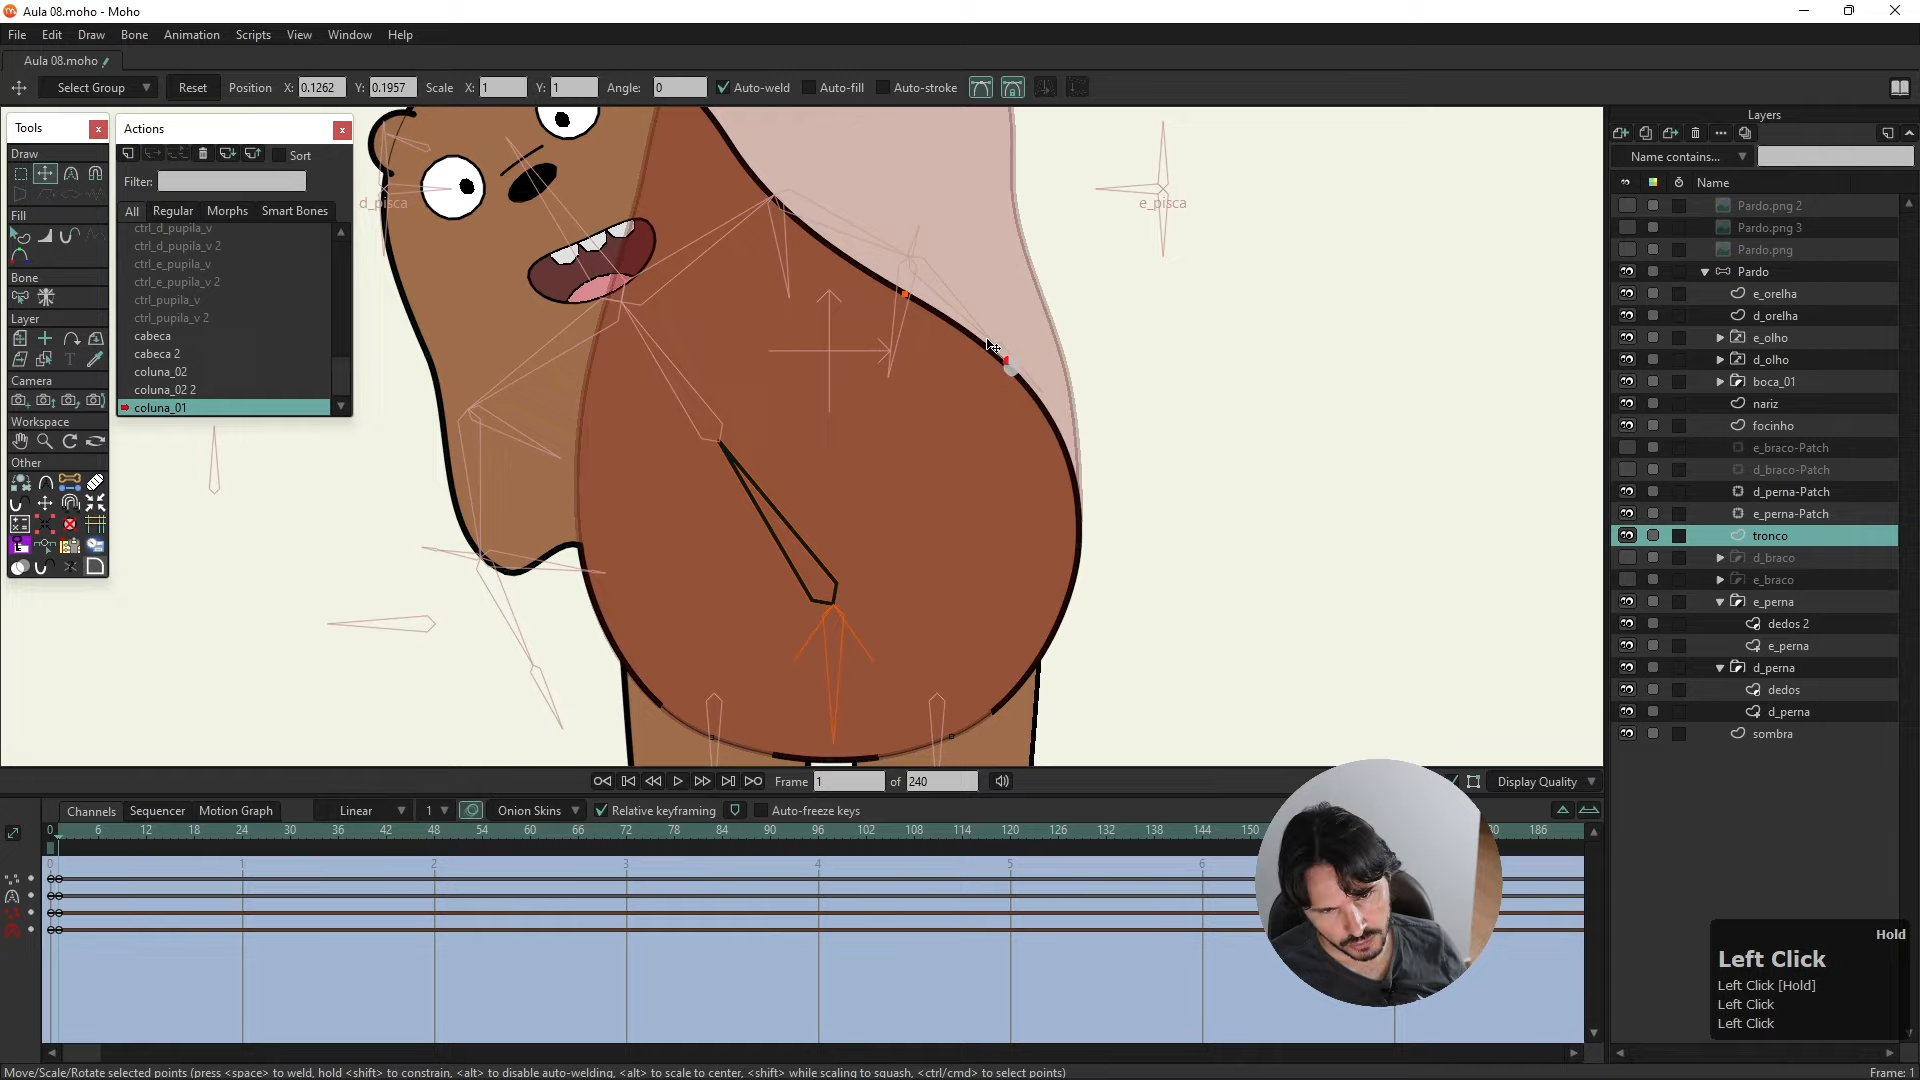 Aula 08.moho - Moho
File Edit Draw Bone Animation Scripts View Window Help
Aula 08.moho
Select Group Reset Position X: 0.1262 Y: 0.1957 Scale X: 1 Y: 1 Angle: 0 Auto-weld Auto-fill Auto-stroke
Tools
Draw
Fill
Bone
Layer
Camera
Workspace
Other
Actions
Sort
Filter:
All Regular Morphs Smart Bones
ctrl_d_pupila_v
ctrl_d_pupila_v 2
ctrl_e_pupila_v
ctrl_e_pupila_v 2
ctrl_pupila_v
ctrl_pupila_v 2
cabeca
cabeca 2
coluna_02
coluna_02 2
coluna_01
d_pisca
e_pisca
Layers
Name contains...
Name
Pardo.png 2
Pardo.png 3
Pardo.png
Pardo
e_orelha
d_orelha
e_olho
d_olho
boca_01
nariz
focinho
e_braco-Patch
d_braco-Patch
d_perna-Patch
e_perna-Patch
tronco
d_braco
e_braco
e_perna
dedos 2
e_perna
d_perna
dedos
d_perna
sombra
Frame 1 of 240 Display Quality
Channels Sequencer Motion Graph Linear 1 Onion Skins Relative keyframing Auto-freeze keys
0 6 12 18 24 30 36 42 48 54 60 66 72 78 84 90 96 102 108 114 120 126 132 138 144 150 186
0 1 2 3 4 5 6
Hold
Left Click
Left Click [Hold]
Left Click
Left Click
Move/Scale/Rotate selected points (press <space> to weld, hold <shift> to constrain, <alt> to disable auto-welding, <alt> to scale to center, <shift> while scaling to squash, <ctrl/cmd> to select points)
Frame: 1